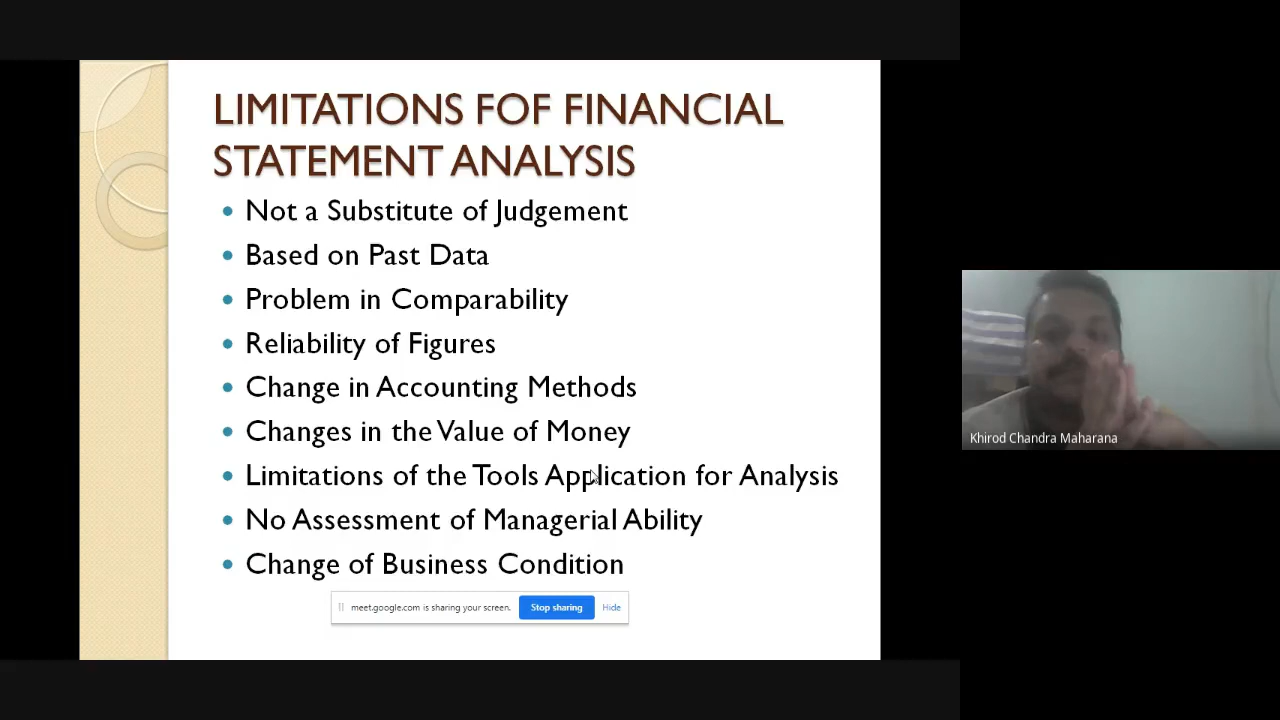 LIMITATIONS FOF FINANCIAL
STATEMENT ANALYSIS
• Not a Substitute of Judgement
• Based on Past Data
• Problem in Comparability
• Reliability of Figures
• Change in Accounting Methods
• Changes in the Value of Money
• Limitations of the Tools Application for Analysis
• No Assessment of Managerial Ability
• Change of Business Condition
meet.google.com is sharing your screen. Stop sharing Hide
Khirod Chandra Maharana